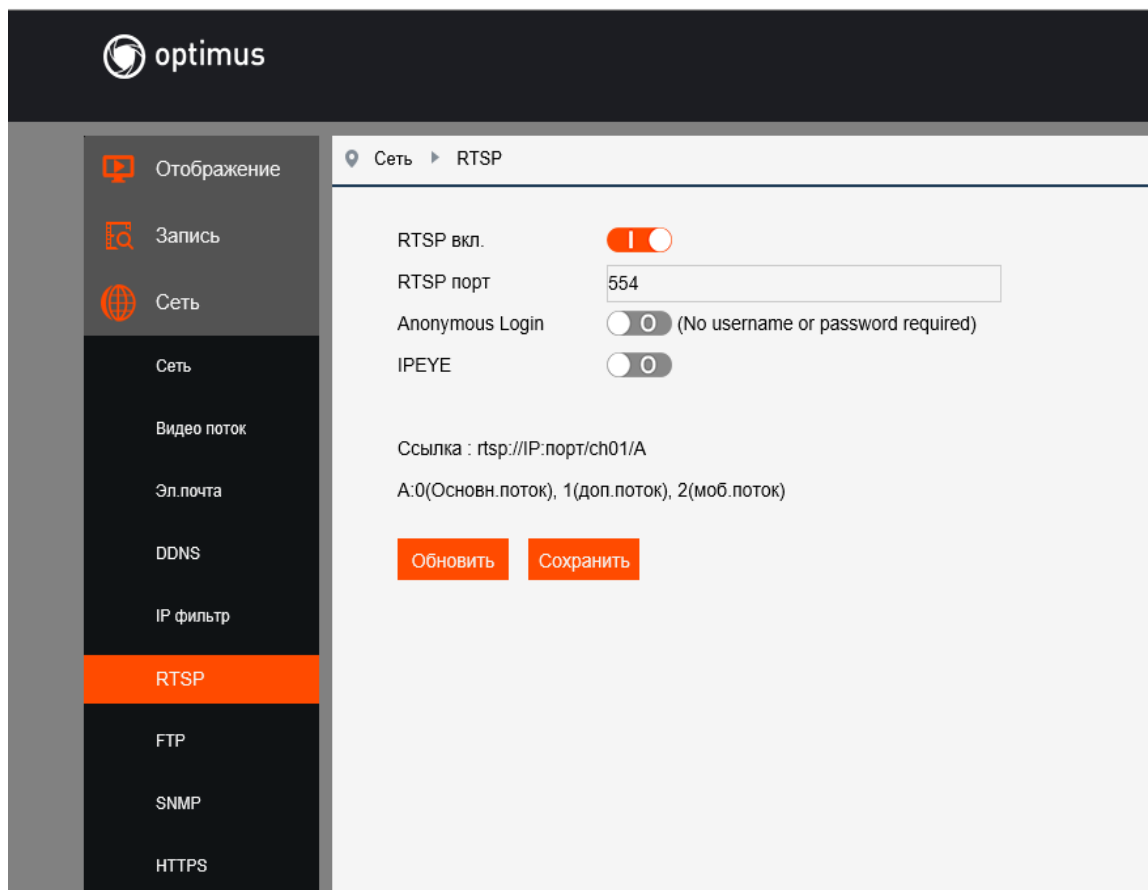 optimus
Отображение
Запись
Сеть
Сеть
Видео поток
Эл.почта
DDNS
IP фильтр
RTSP
FTP
SNMP
HTTPS
Сеть RTSP
RTSP вкл.
RTSP порт 554
Anonymous Login (No username or password required)
IPEYE
Ссылка : rtsp://IP:порт/ch01/A
A:0(Основн.поток), 1(доп.поток), 2(моб.поток)
Обновить Сохранить